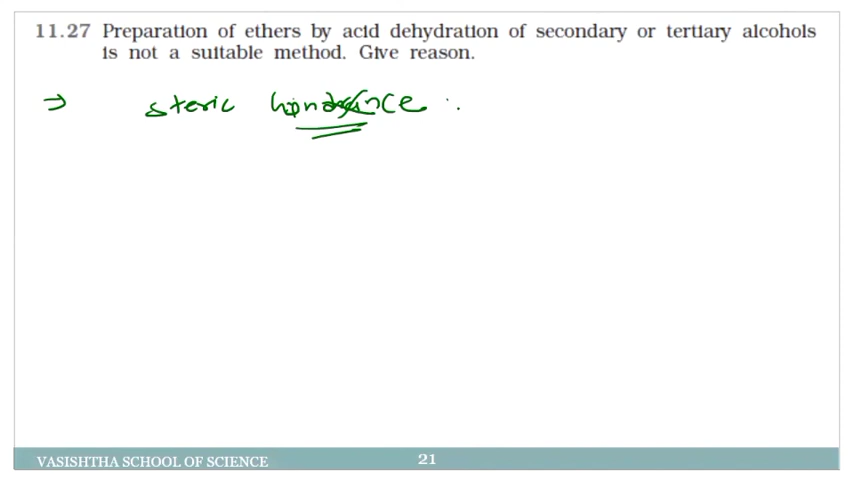 11.27 Preparation of ethers by acid dehydration of secondary or tertiary alcohols
is not a suitable method. Give reason.
⇒ steric
VASISHTHA SCHOOL OF SCIENCE 21